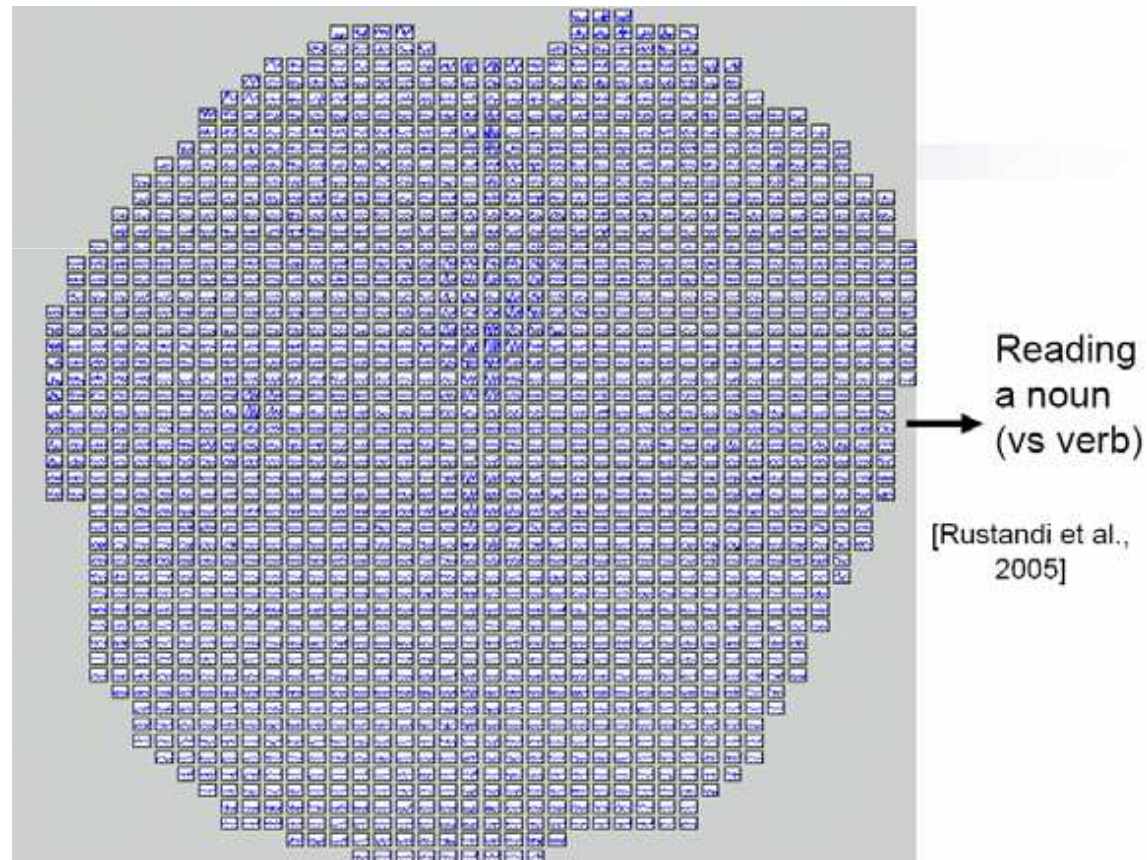 Reading
a noun
(vs verb)
[Rustandi et al.,
2005]